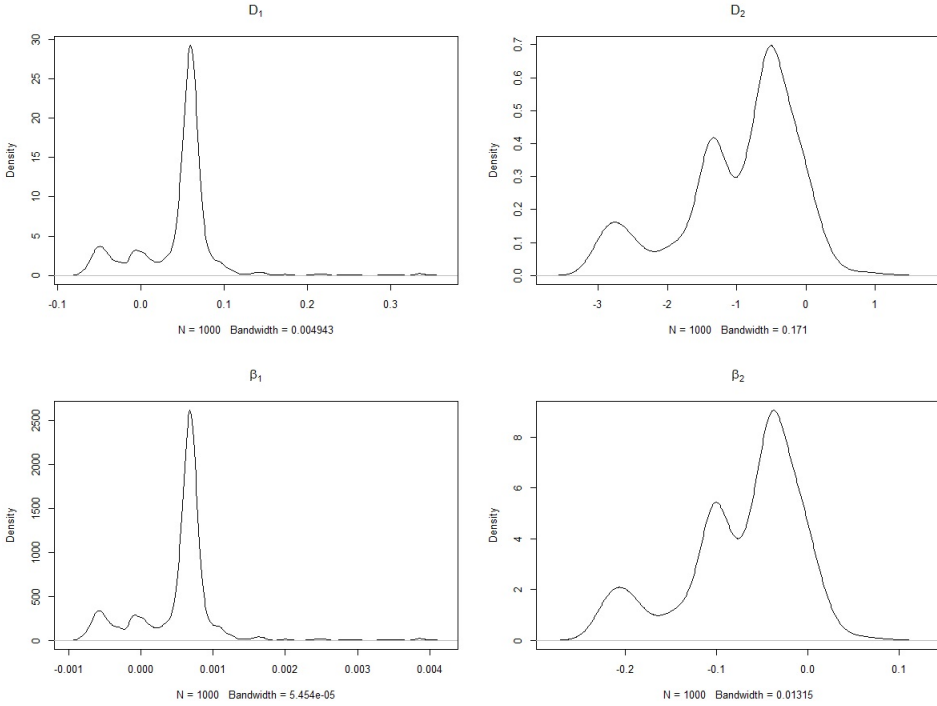 D₁
Density
30
25
20
15
10
5
0
-0.1 0.0 0.1 0.2 0.3
N = 1000 Bandwidth = 0.004943
D₂
Density
0.7
0.6
0.5
0.4
0.3
0.2
0.1
0.0
-3 -2 -1 0 1
N = 1000 Bandwidth = 0.171
β₁
Density
2500
2000
1500
1000
500
0
-0.001 0.000 0.001 0.002 0.003 0.004
N = 1000 Bandwidth = 5.454e-05
β₂
Density
8
6
4
2
0
-0.2 -0.1 0.0 0.1
N = 1000 Bandwidth = 0.01315